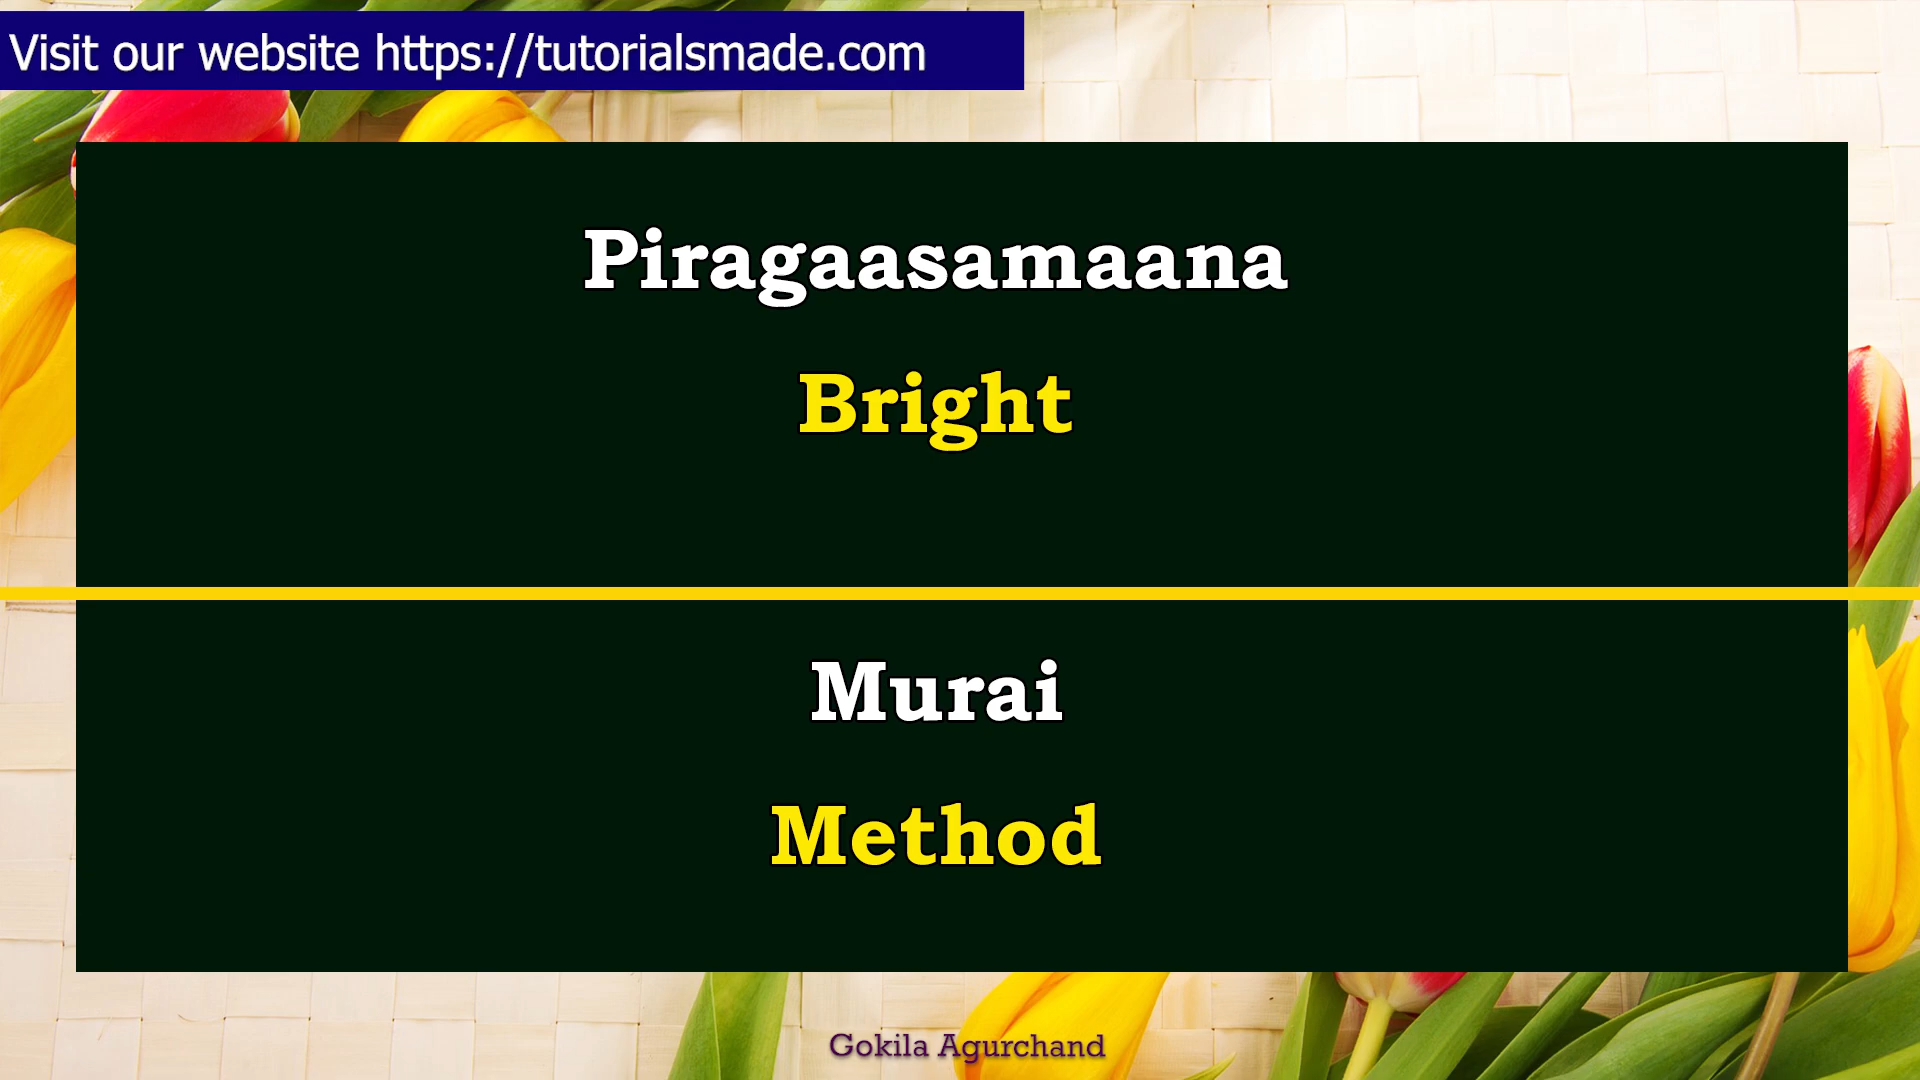 Visit our website https://tutorialsmade.com
Piragaasamaana
Bright
Murai
Method
Gokila Agurchand